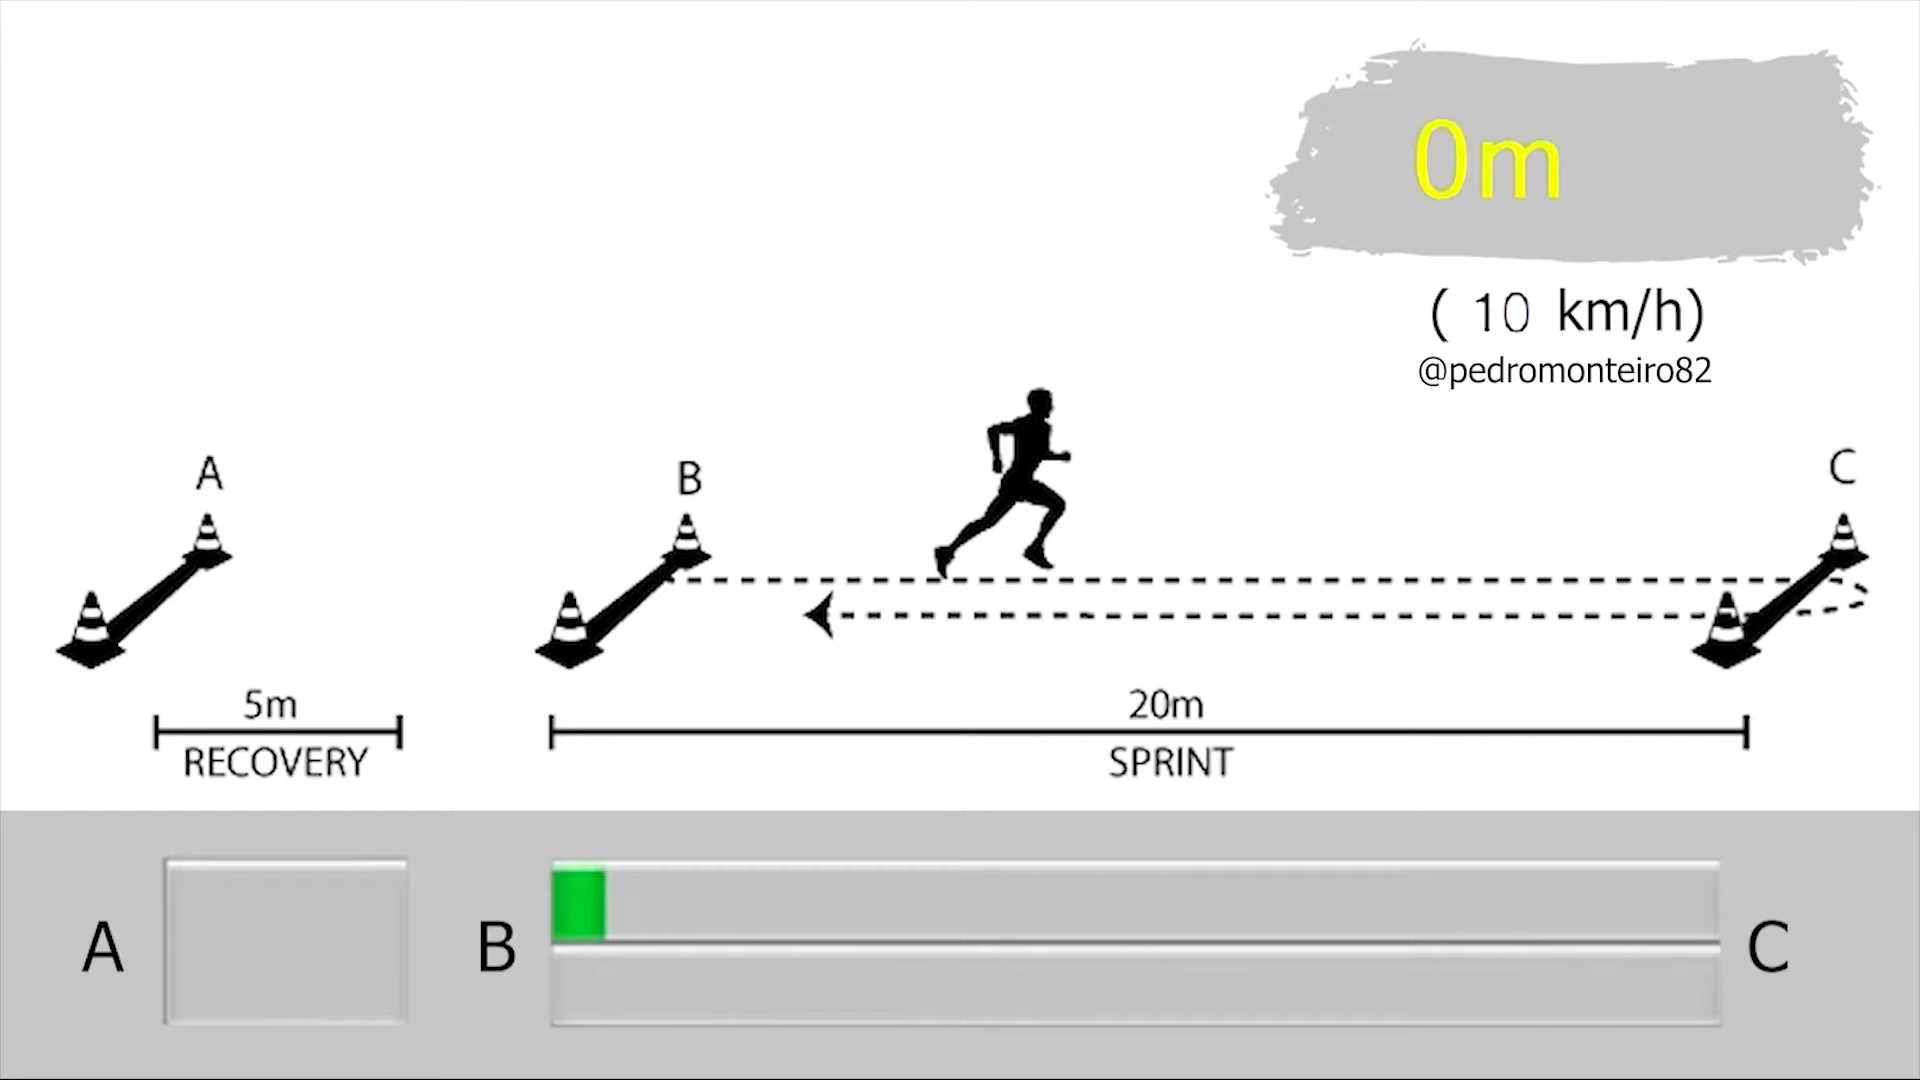 0m
( 10 km/h)
@pedromonteiro82
A
B
C
5m
20m
RECOVERY
SPRINT
A
B
C